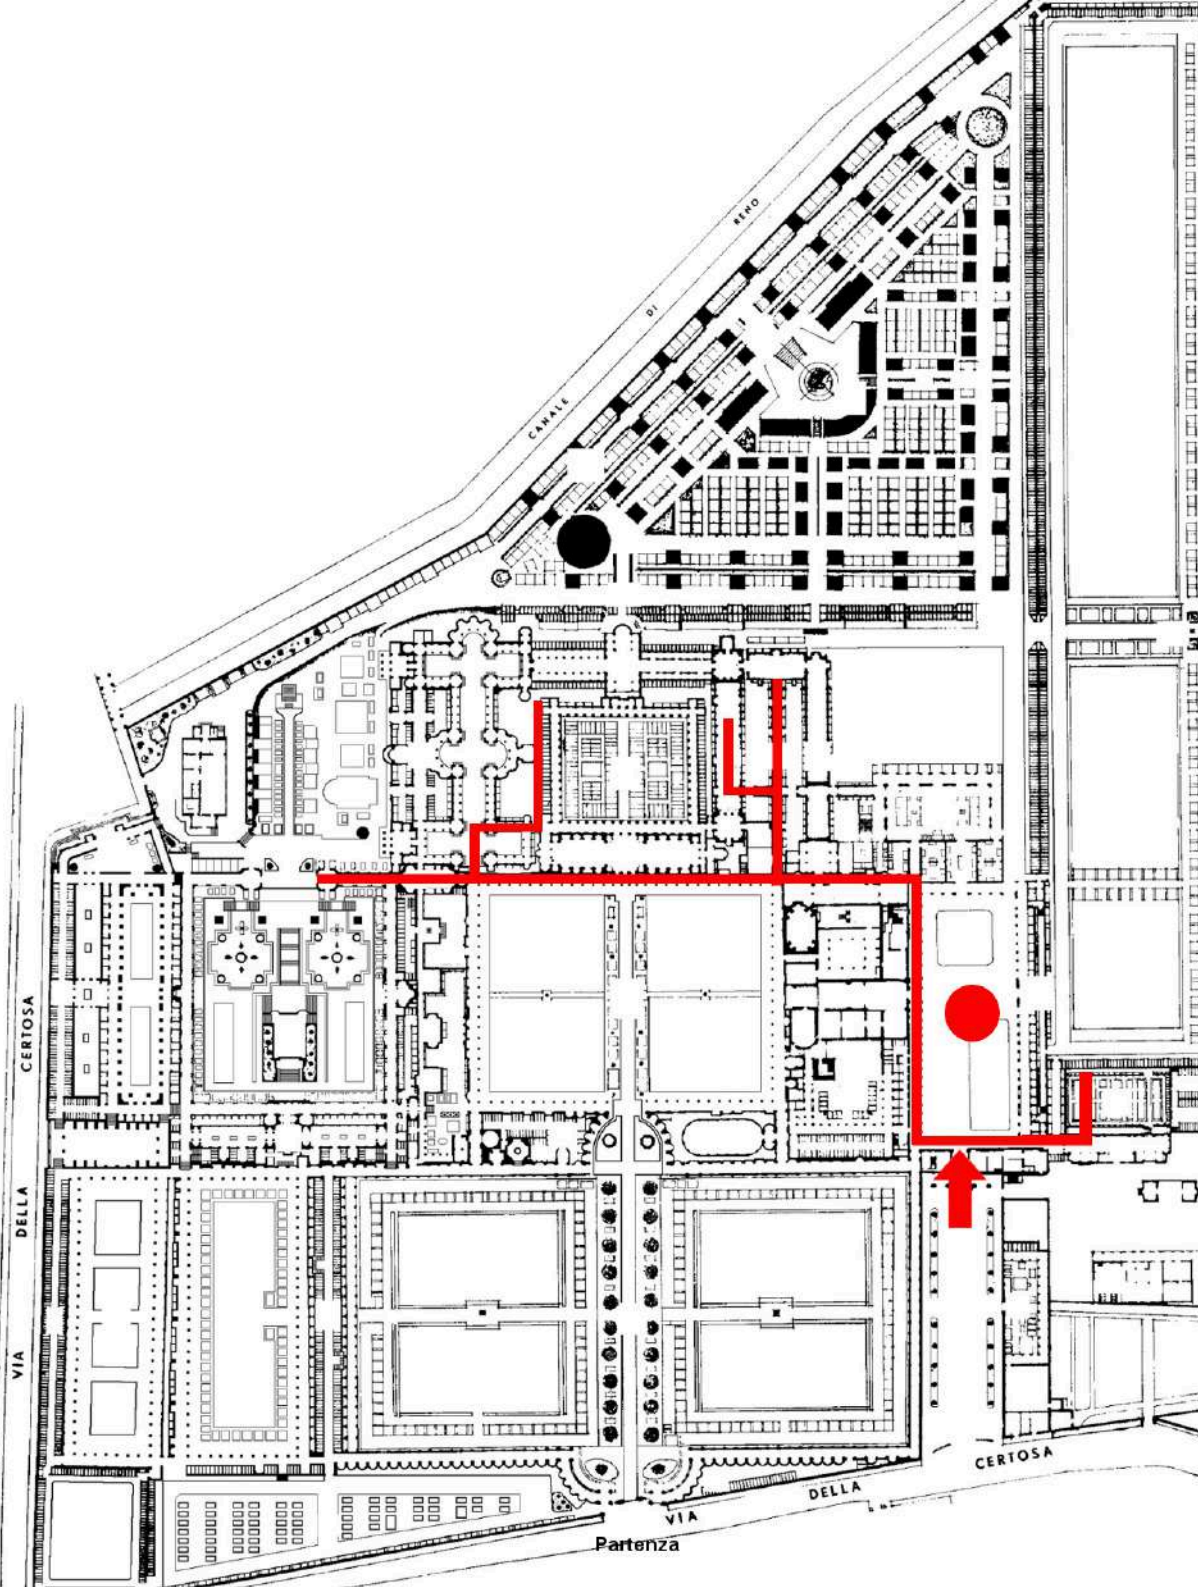 RENO
DI
CANALE
CERTOSA
DELLA
VIA
CERTOSA
DELLA
VIA
Partenza